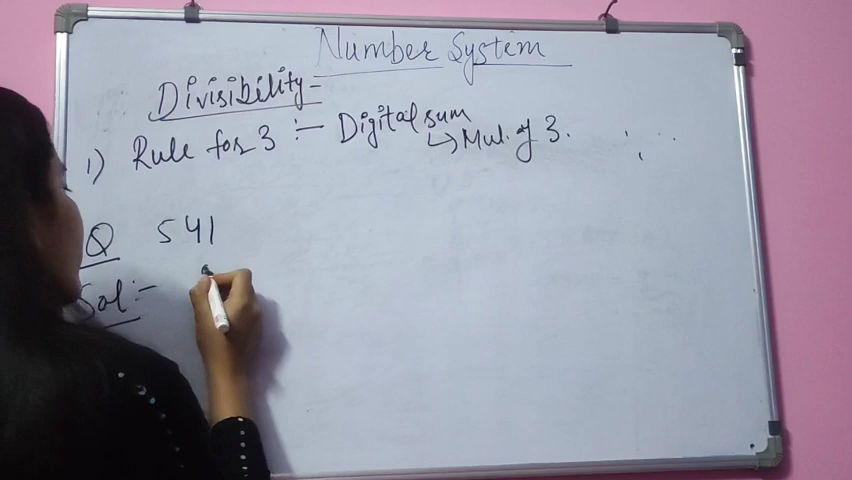 Number System
Divisibility -
1) Rule for 3 :- Digital sum
↳ Mul. of 3.
Q 541
Sol :-